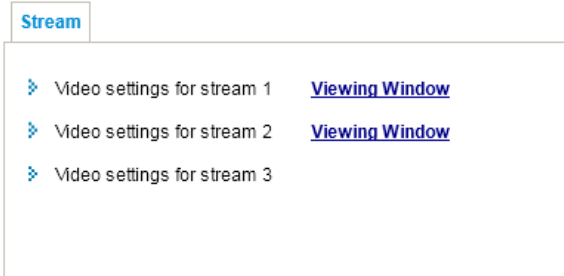 Stream
Video settings for stream 1 Viewing Window
Video settings for stream 2 Viewing Window
Video settings for stream 3